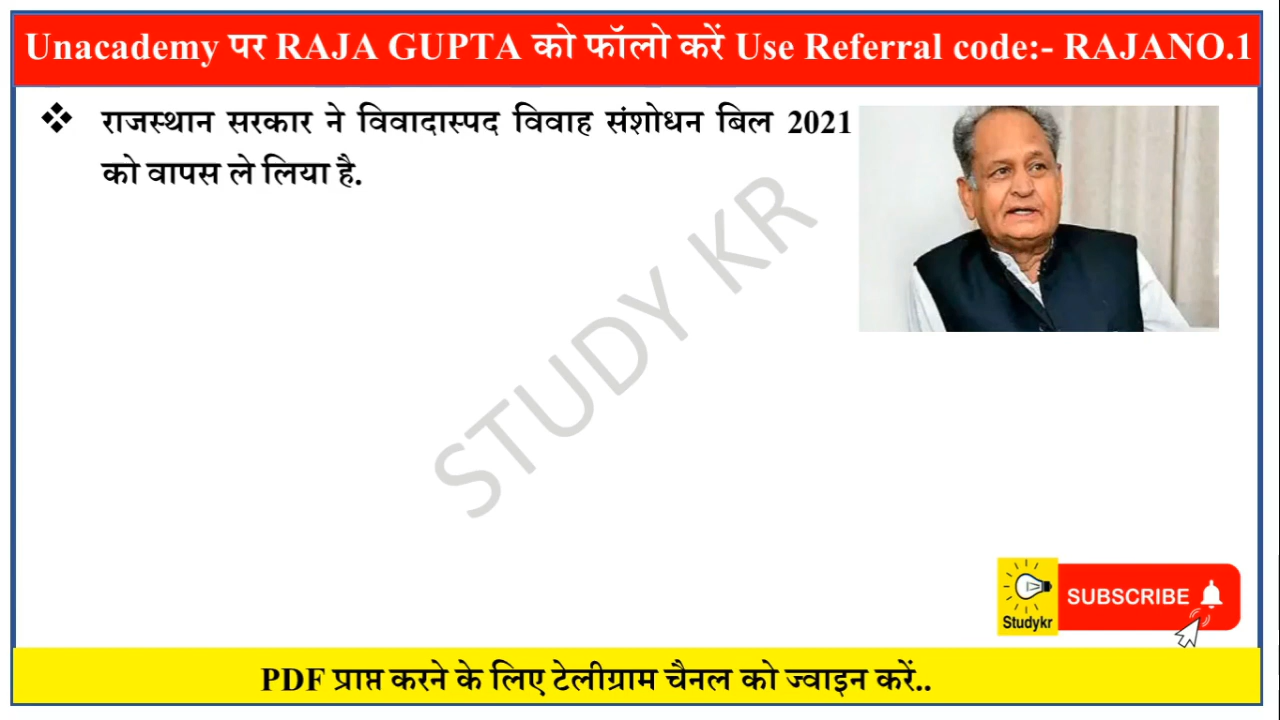 Unacademy पर RAJA GUPTA को फॉलो करें Use Referral code:- RAJANO.1
❖ राजस्थान सरकार ने विवादास्पद विवाह संशोधन बिल 2021
को वापस ले लिया है.
STUDY KR
SUBSCRIBE
Studykr
PDF प्राप्त करने के लिए टेलीग्राम चैनल को ज्वाइन करें..